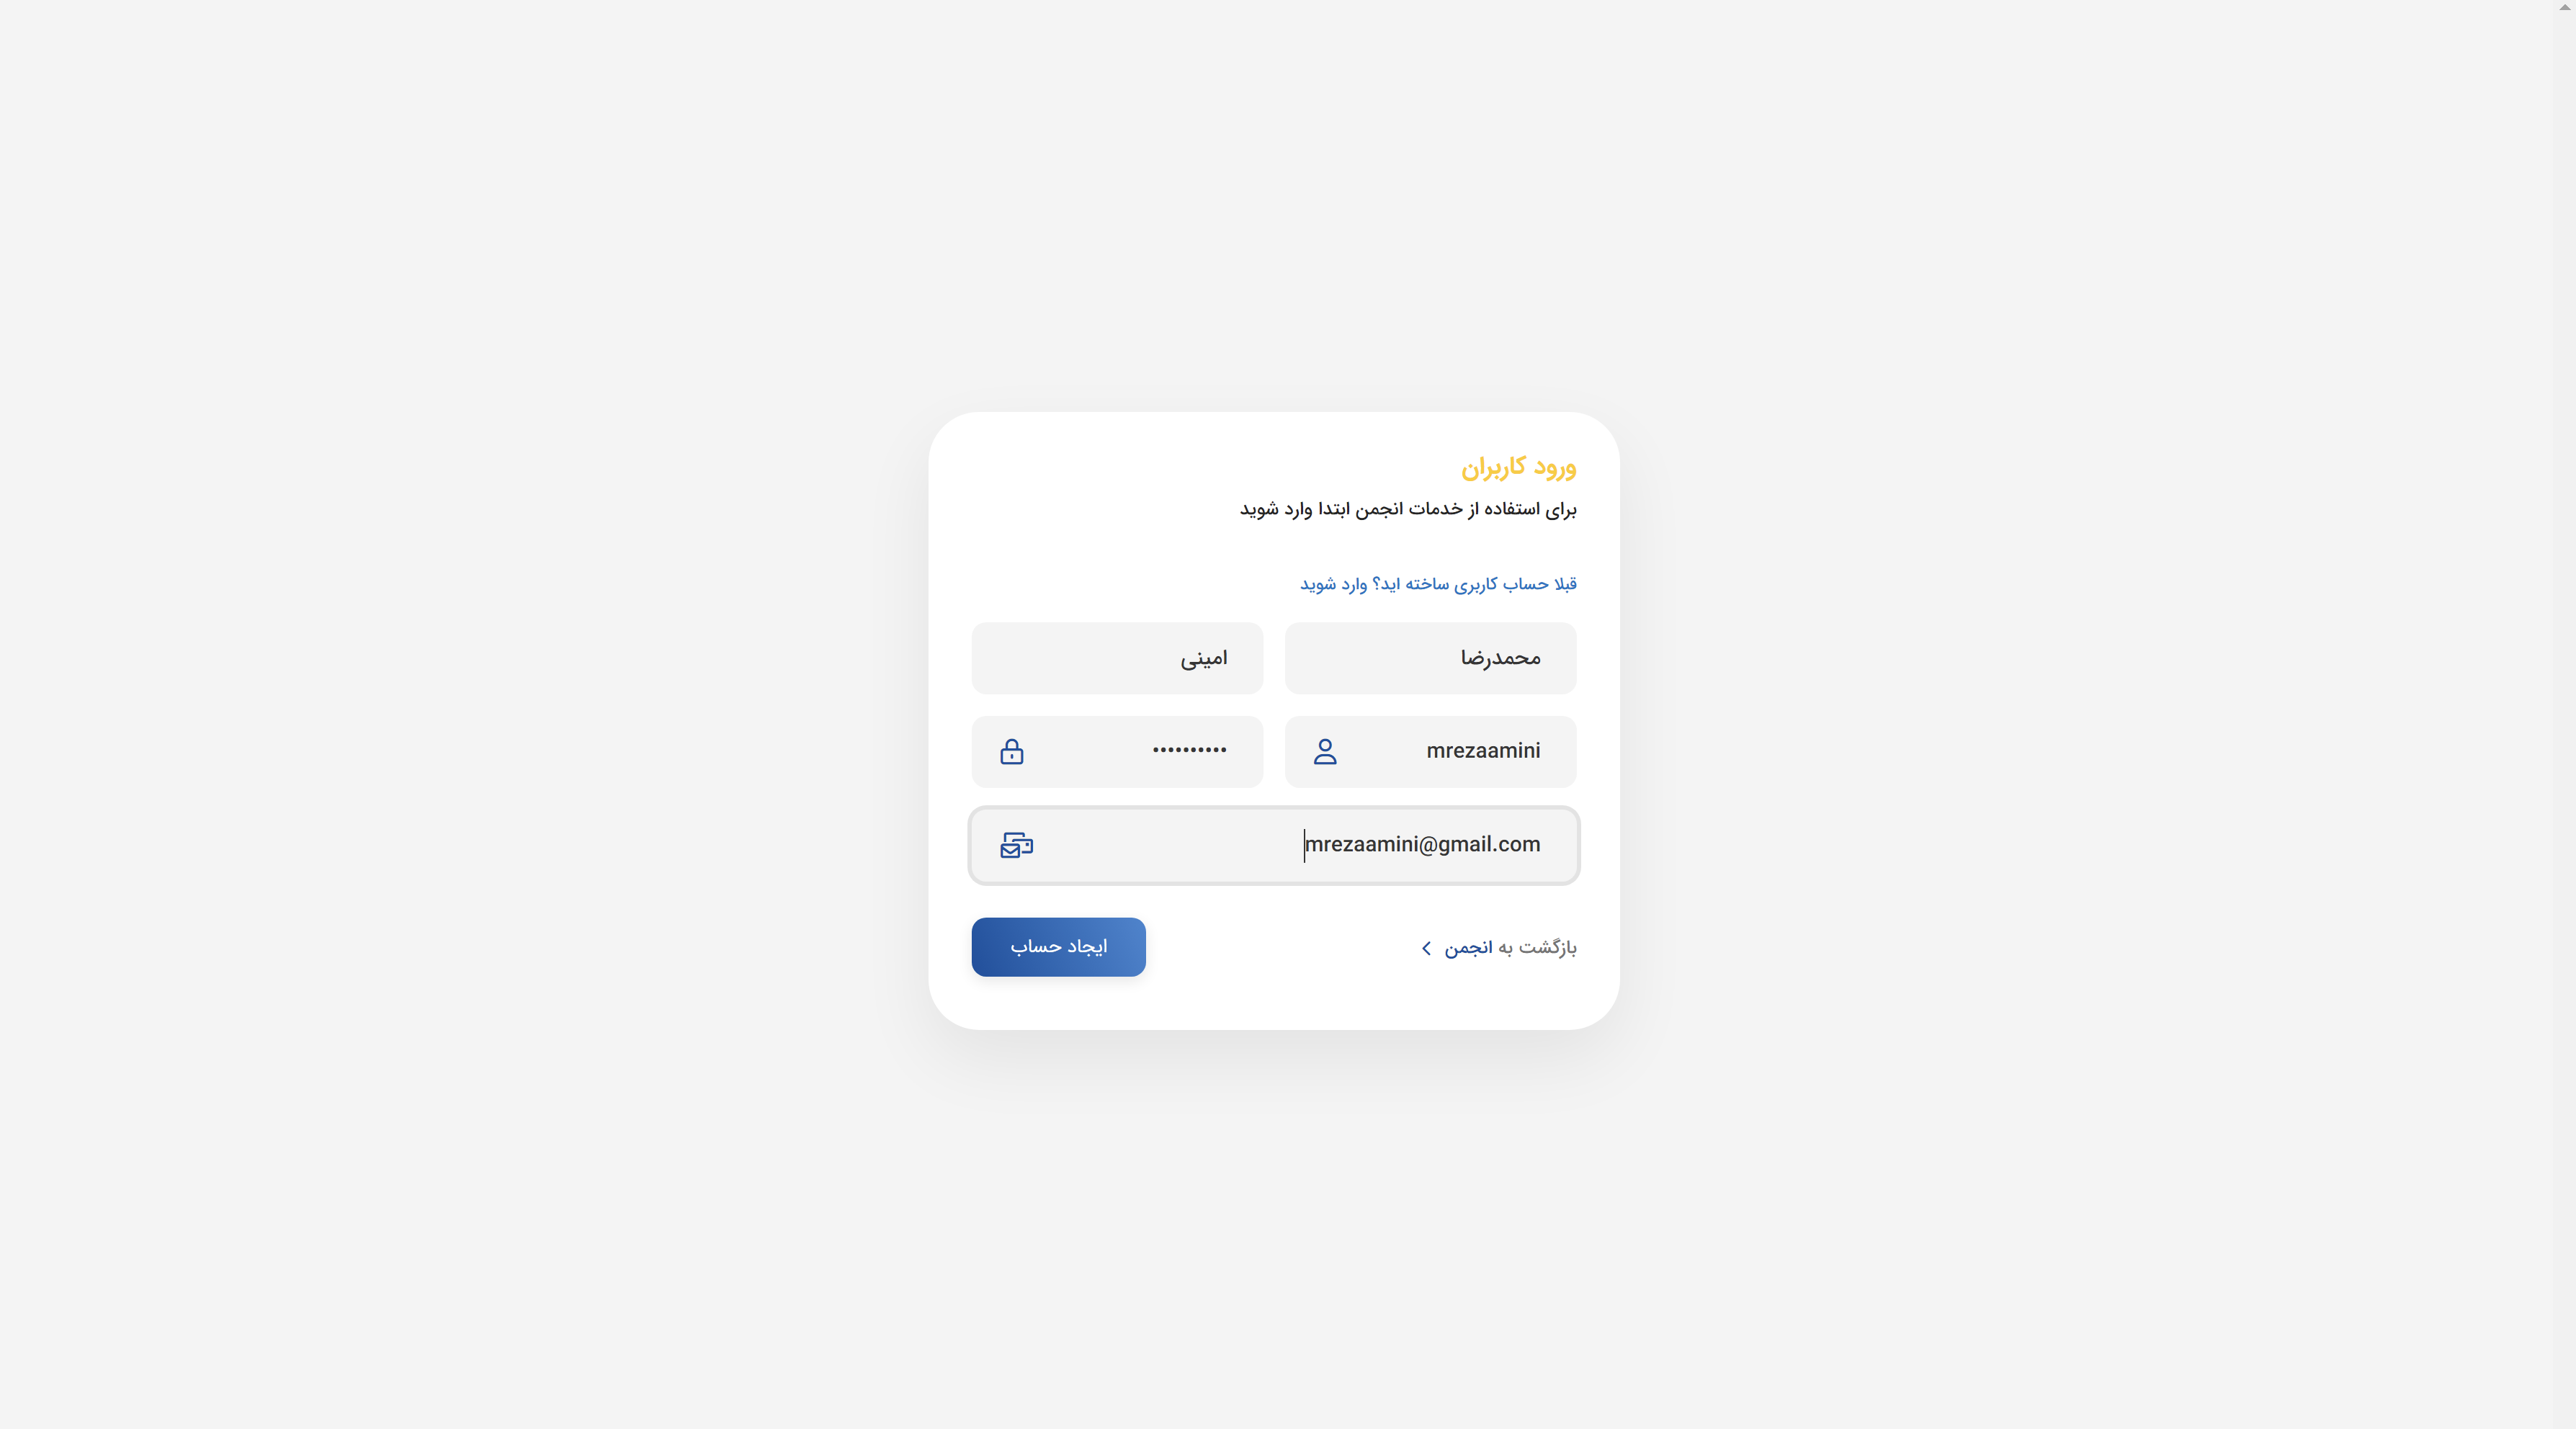 ورود کاربران
برای استفاده از خدمات انجمن ابتدا وارد شوید
قبلا حساب کاربری ساخته اید؟ وارد شوید
محمدرضا
امینی
mrezaamini
••••••••••
mrezaamini@gmail.com
بازگشت به انجمن
ایجاد حساب